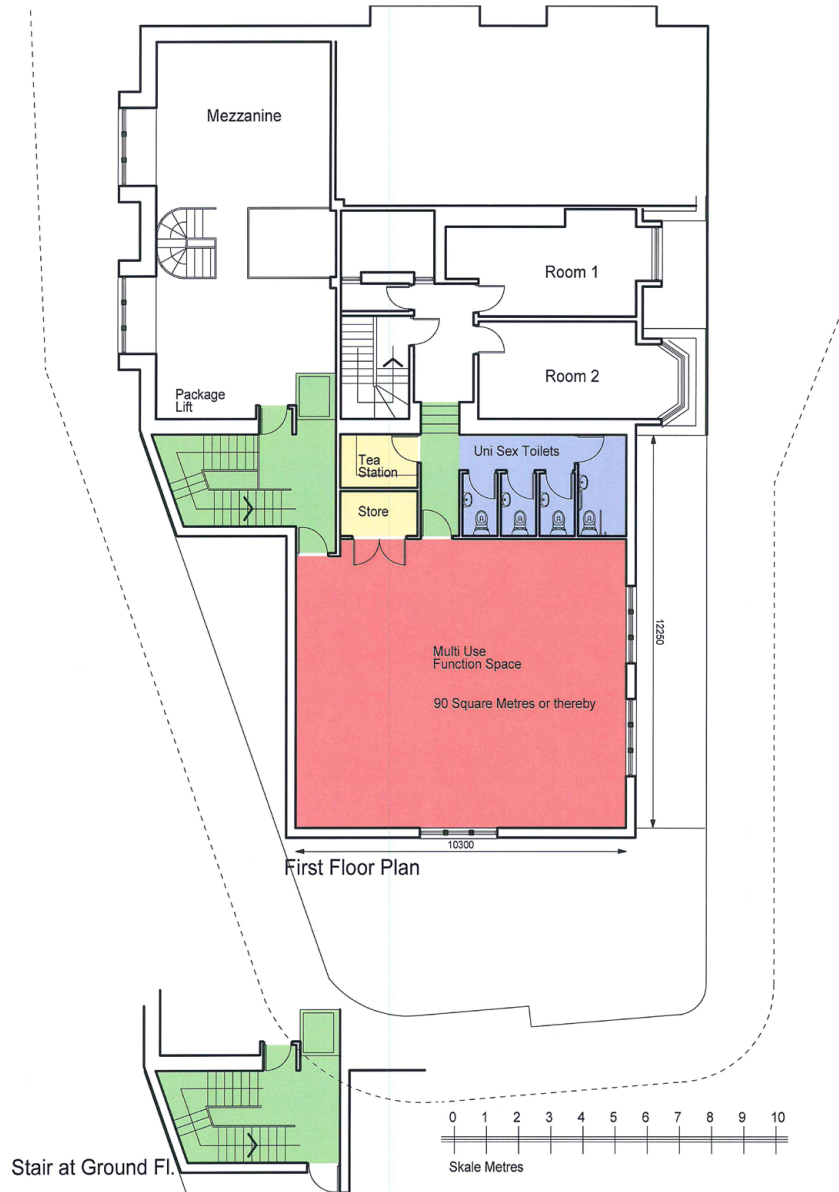 Mezzanine
Room 1
Room 2
Package
Lift
Tea
Station
Uni Sex Toilets
Store
Multi Use
Function Space
90 Square Metres or thereby
12250
10300
First Floor Plan
Stair at Ground Fl.
0 1 2 3 4 5 6 7 8 9 10
Skale Metres